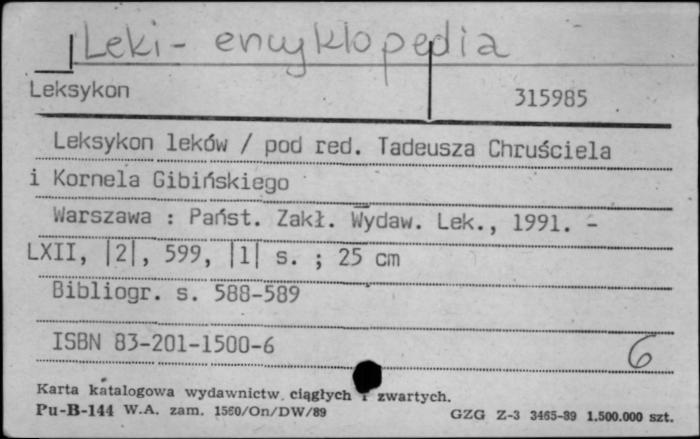 Leki - encyklopedia
Leksykon 315985
Leksykon leków / pod red. Tadeusza Chruściela
i Kornela Gibińskiego
Warszawa : Państ. Zakł. Wydaw. Lek., 1991. -
LXII, |2|, 599, |1| s. ; 25 cm
Bibliogr. s. 588-589
ISBN 83-201-1500-6 6
Karta katalogowa wydawnictw ciągłych i zwartych.
Pu-B-144 W.A. zam. 1560/On/DW/89 GZG Z-3 3465-89 1.500.000 szt.